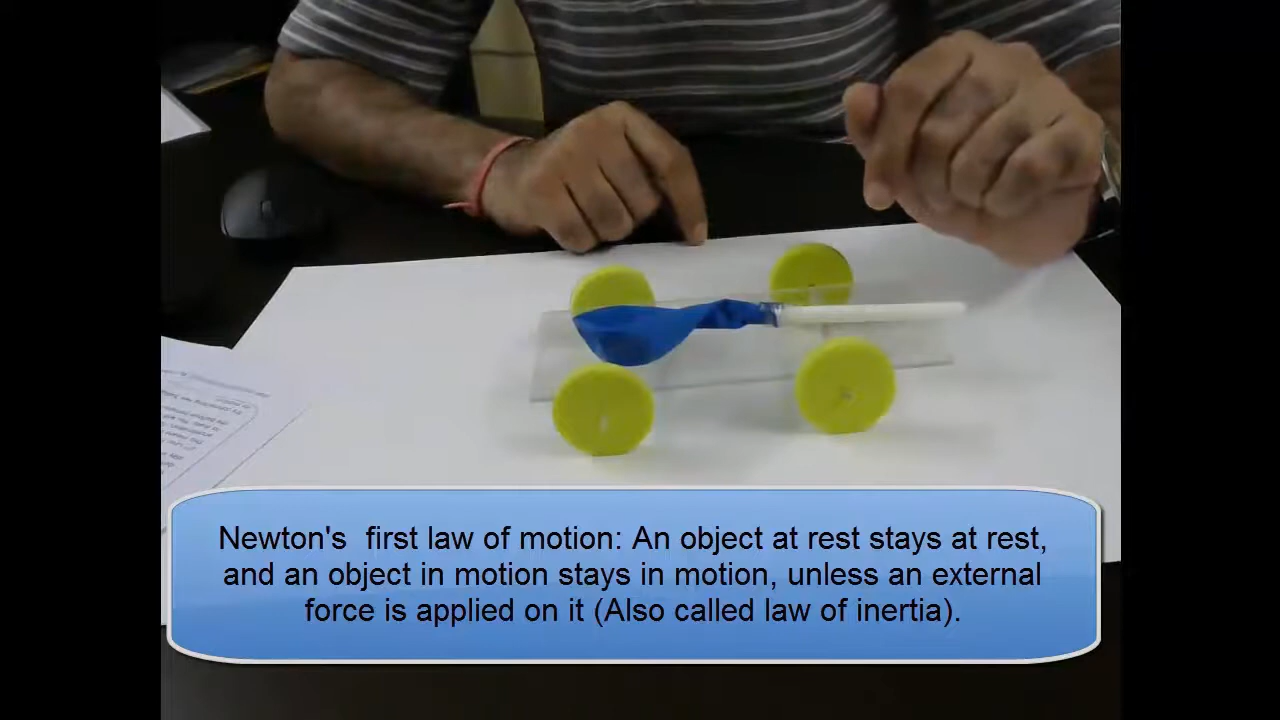 Newton's  first law of motion: An object at rest stays at rest,
and an object in motion stays in motion, unless an external
force is applied on it (Also called law of inertia).